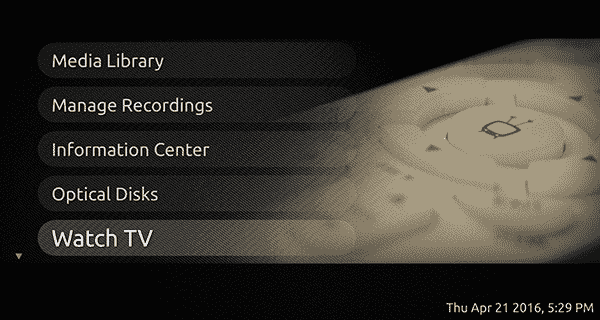 Media Library
Manage Recordings
Information Center
Optical Disks
Watch TV
Thu Apr 21 2016, 5:29 PM